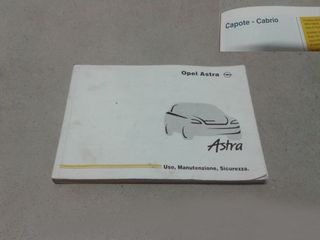 Capote - Cabrio
Opel Astra
Astra
Uso, Manutenzione, Sicurezza.